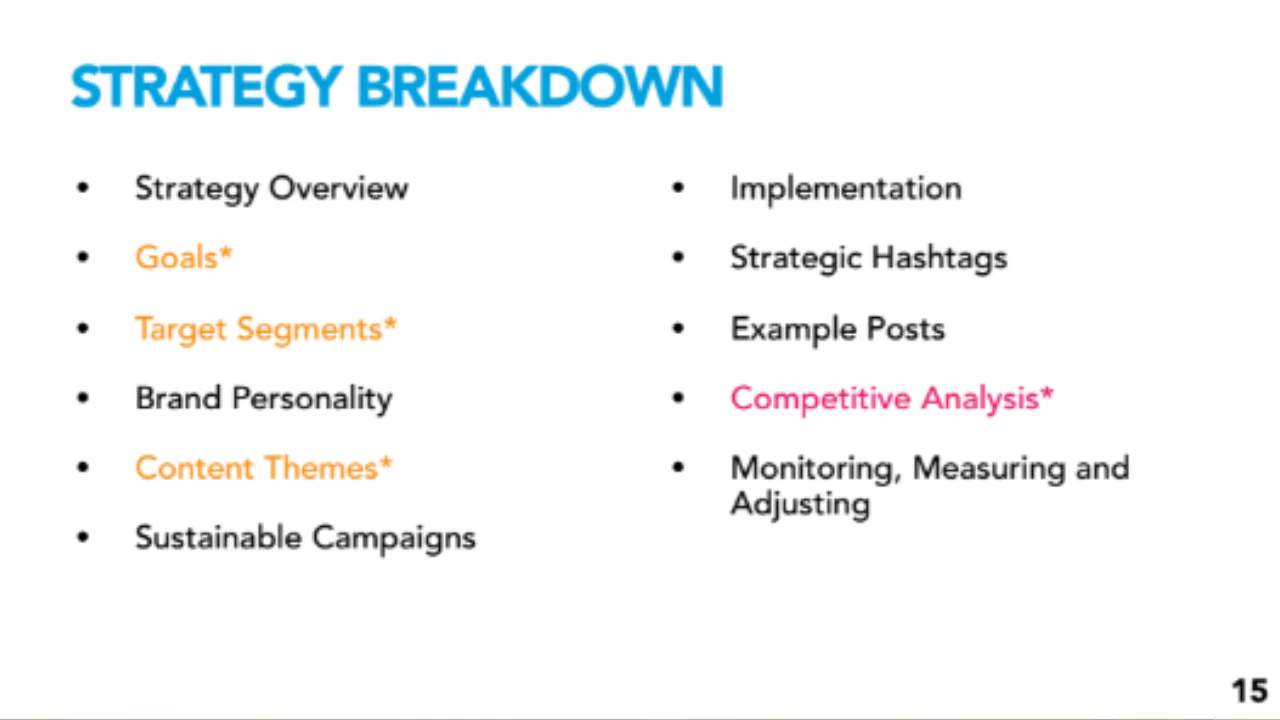 STRATEGY BREAKDOWN
• Strategy Overview
• Goals*
• Target Segments*
• Brand Personality
• Content Themes*
• Sustainable Campaigns
• Implementation
• Strategic Hashtags
• Example Posts
• Competitive Analysis*
• Monitoring, Measuring and
Adjusting
15